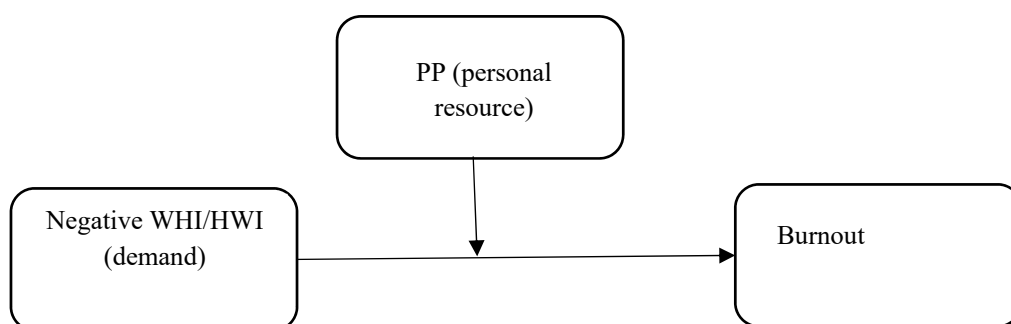 PP (personal
resource)
Negative WHI/HWI
(demand)
Burnout